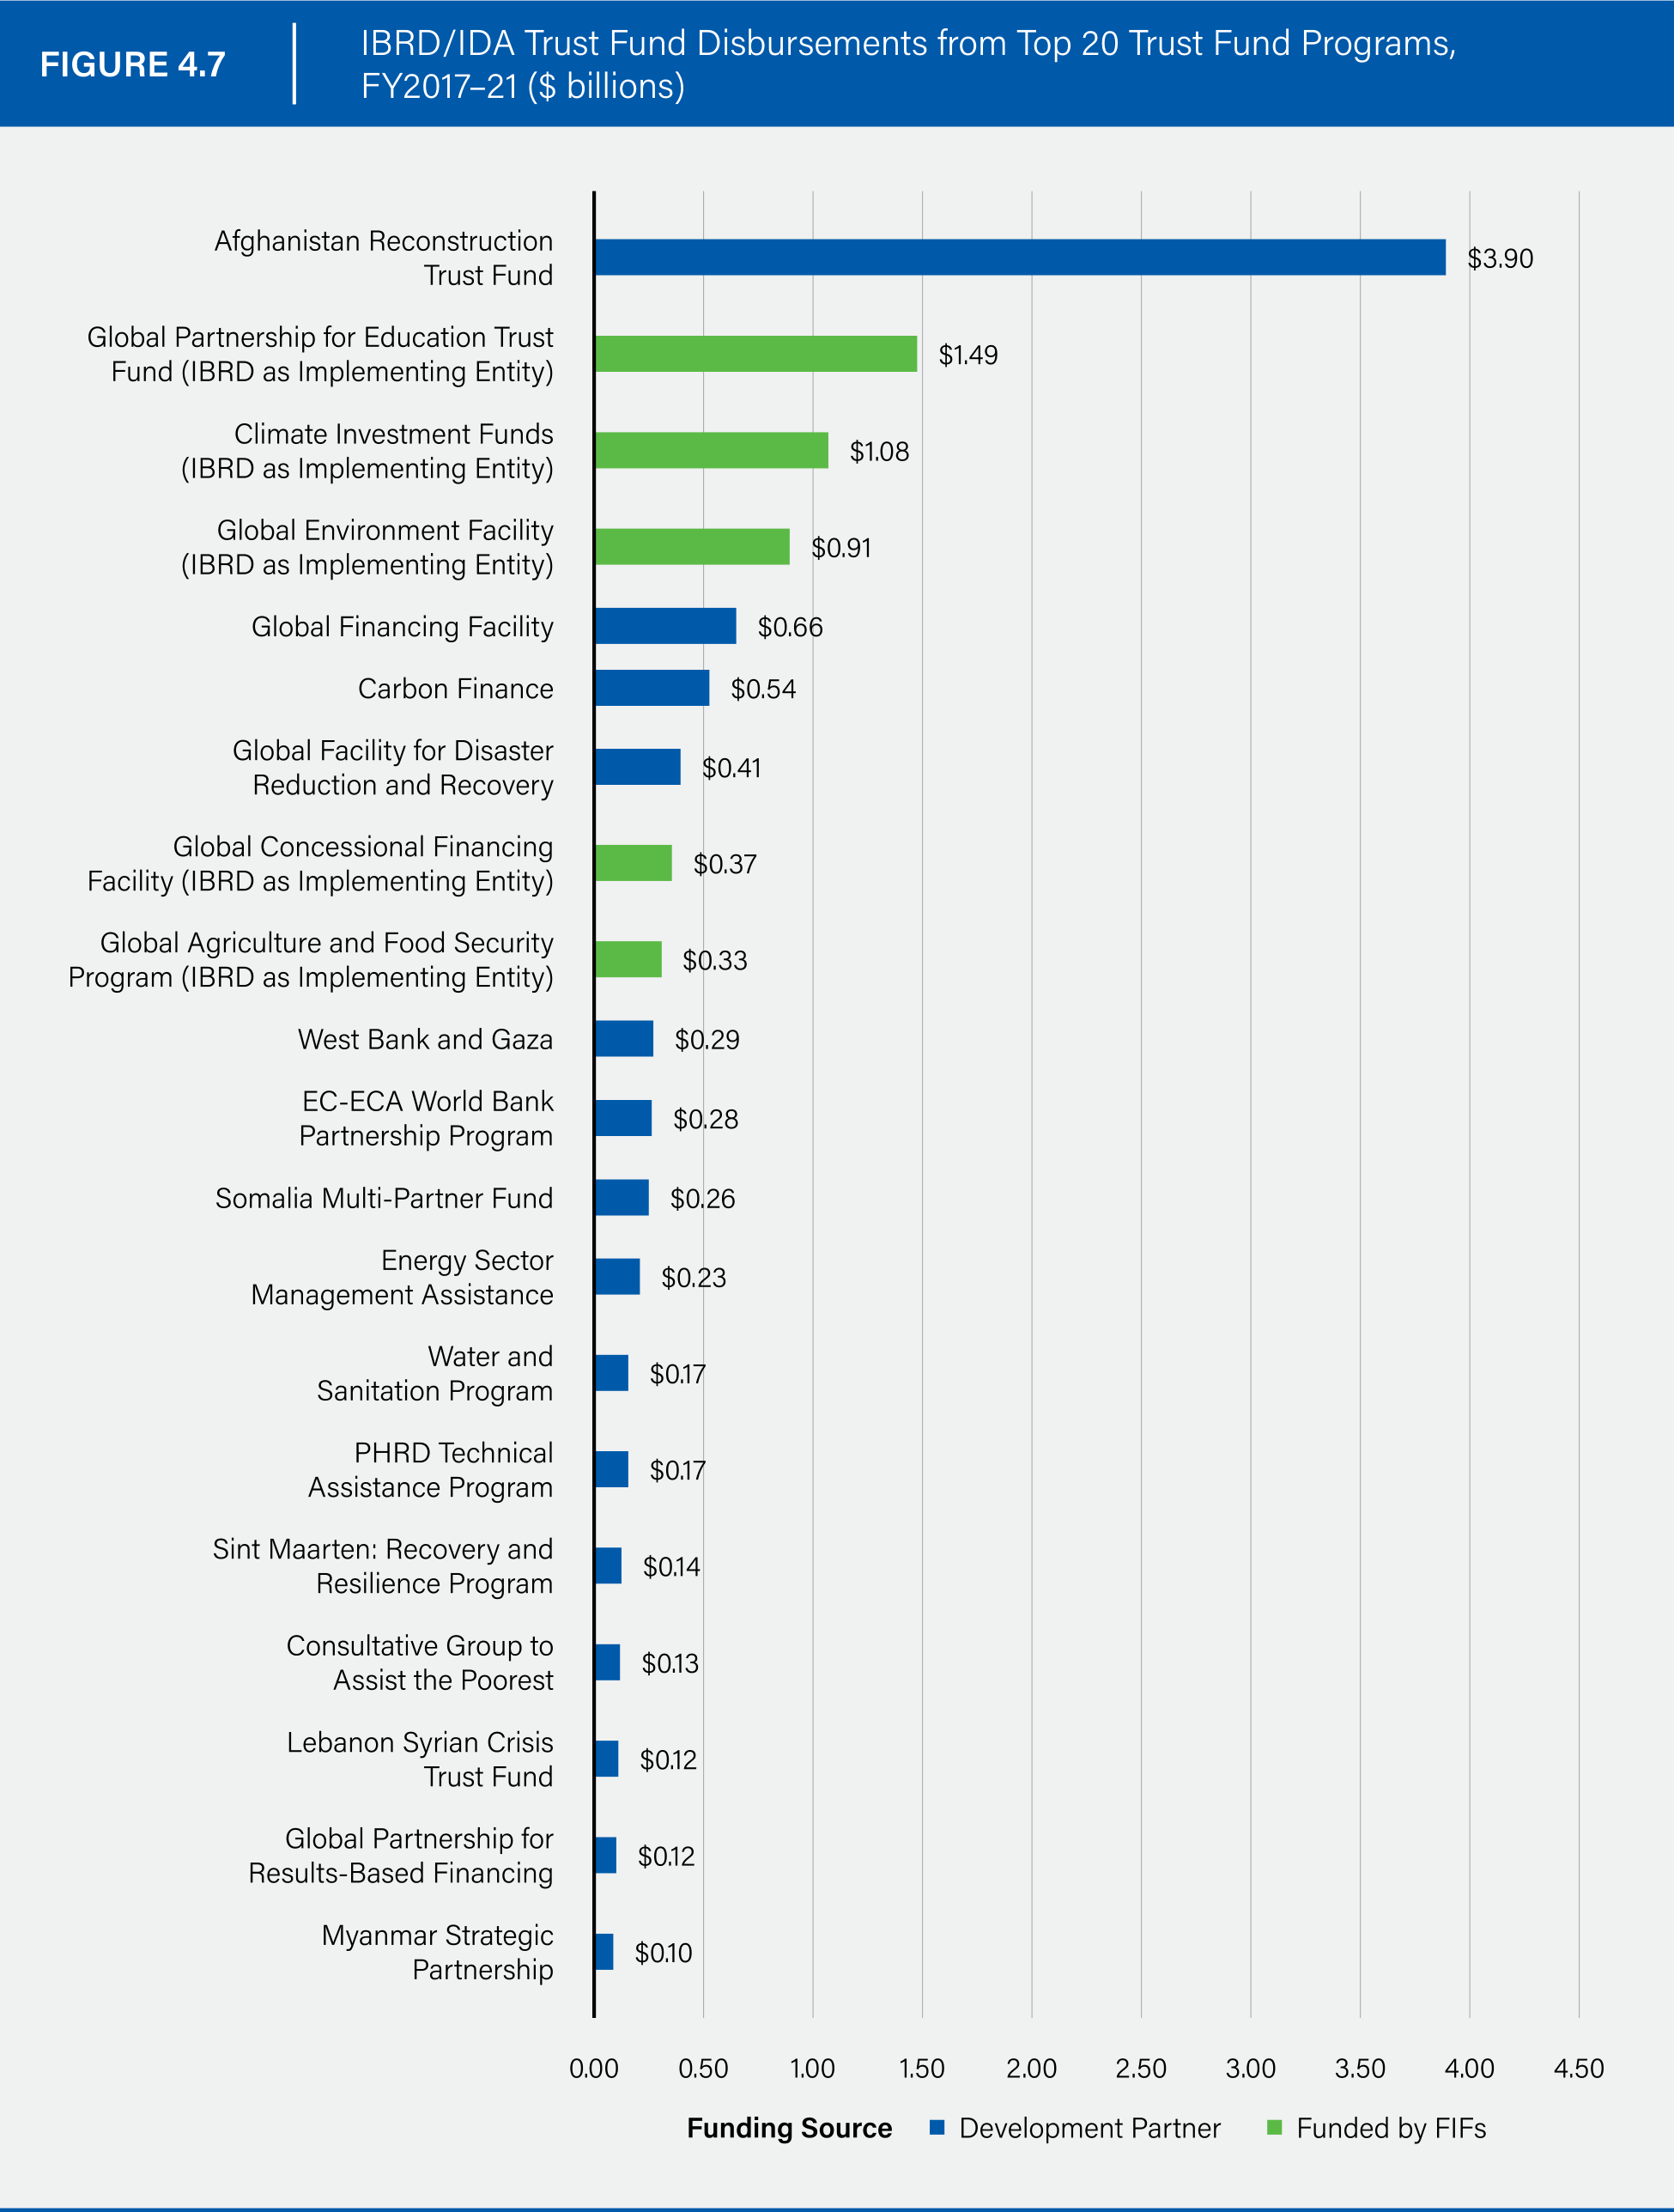 FIGURE 4.7
IBRD/IDA Trust Fund Disbursements from Top 20 Trust Fund Programs,
FY2017–21 ($ billions)
Afghanistan Reconstruction
Trust Fund
$3.90
Global Partnership for Education Trust
Fund (IBRD as Implementing Entity)
$1.49
Climate Investment Funds
(IBRD as Implementing Entity)
$1.08
Global Environment Facility
(IBRD as Implementing Entity)
$0.91
Global Financing Facility
$0.66
Carbon Finance
$0.54
Global Facility for Disaster
Reduction and Recovery
$0.41
Global Concessional Financing
Facility (IBRD as Implementing Entity)
$0.37
Global Agriculture and Food Security
Program (IBRD as Implementing Entity)
$0.33
West Bank and Gaza
$0.29
EC-ECA World Bank
Partnership Program
$0.28
Somalia Multi-Partner Fund
$0.26
Energy Sector
Management Assistance
$0.23
Water and
Sanitation Program
$0.17
PHRD Technical
Assistance Program
$0.17
Sint Maarten: Recovery and
Resilience Program
$0.14
Consultative Group to
Assist the Poorest
$0.13
Lebanon Syrian Crisis
Trust Fund
$0.12
Global Partnership for
Results-Based Financing
$0.12
Myanmar Strategic
Partnership
$0.10
0.00 0.50 1.00 1.50 2.00 2.50 3.00 3.50 4.00 4.50
Funding Source Development Partner Funded by FIFs